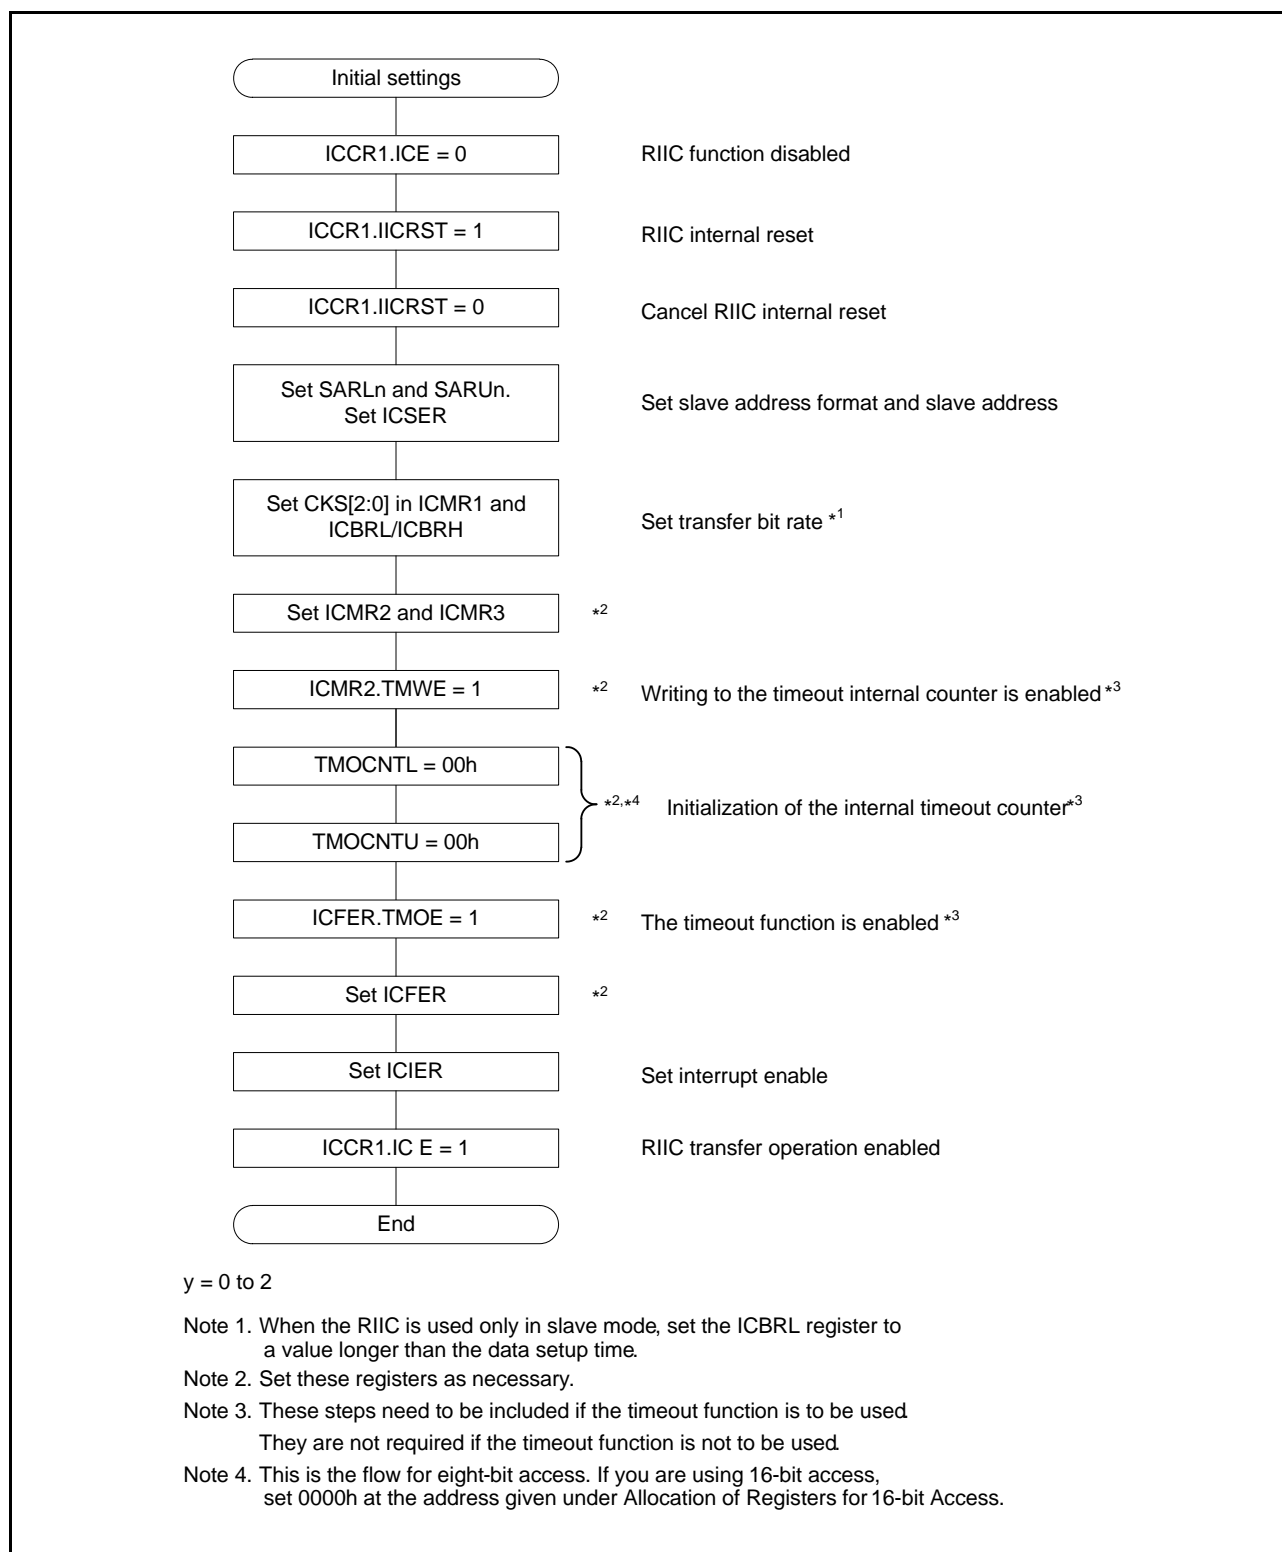 Initial settings
ICCR1.ICE = 0 RIIC function disabled
ICCR1.IICRST = 1 RIIC internal reset
ICCR1.IICRST = 0 Cancel RIIC internal reset
Set SARLn and SARUn.
Set ICSER
Set slave address format and slave address
Set CKS[2:0] in ICMR1 and
ICBRL/ICBRH
Set transfer bit rate *1
Set ICMR2 and ICMR3 *2
ICMR2.TMWE = 1 *2 Writing to the timeout internal counter is enabled *3
TMOCNTL = 00h
*2,*4 Initialization of the internal timeout counter*3
TMOCNTU = 00h
ICFER.TMOE = 1 *2 The timeout function is enabled *3
Set ICFER *2
Set ICIER Set interrupt enable
ICCR1.IC E = 1 RIIC transfer operation enabled
End
y = 0 to 2
Note 1. When the RIIC is used only in slave mode, set the ICBRL register to
a value longer than the data setup time.
Note 2. Set these registers as necessary.
Note 3. These steps need to be included if the timeout function is to be used.
They are not required if the timeout function is not to be used.
Note 4. This is the flow for eight-bit access. If you are using 16-bit access,
set 0000h at the address given under Allocation of Registers for 16-bit Access.